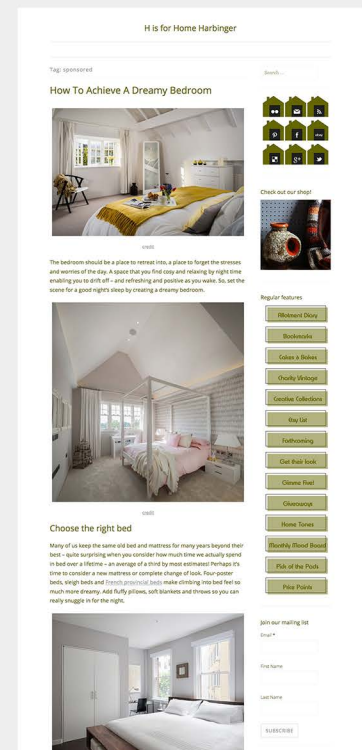 H is for Home Harbinger
Tag: sponsored
How To Achieve A Dreamy Bedroom
credit
The bedroom should be a place to retreat into, a place to forget the stresses
and worries of the day. A space that you find cosy and relaxing by night time
enabling you to drift off – and refreshing and positive as you wake. So, set the
scene for a good night's sleep by creating a dreamy bedroom.
credit
Choose the right bed
Many of us keep the same old bed and mattress for many years beyond their
best – quite surprising when you consider how much time we actually spend
in bed over a lifetime – an average of a third by most estimates! Perhaps it's
time to consider a new mattress or complete change of look. Four-poster
beds, sleigh beds and French provincial beds make climbing into bed feel so
much more dreamy. Add fluffy pillows, soft blankets and throws so you can
really snuggle in for the night.
Search...
Check out our shop!
Regular features
Allotment Diary
Bookmarks
Cakes & Bakes
Charity Vintage
Creative Collections
Day List
Forthcoming
Get their look
Gimme Five!
Giveaways
Home Tones
Monthly Mood Board
Pick of the Pads
Price Points
Join our mailing list
Email *
First Name
Last Name
SUBSCRIBE